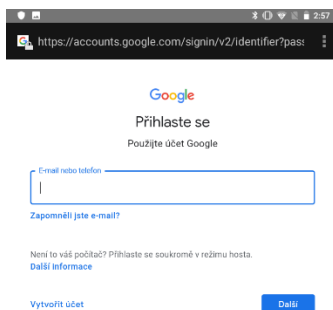 2:57
https://accounts.google.com/signin/v2/identifier?pass
Google
Přihlaste se
Použijte účet Google
E-mail nebo telefon
Zapomněli jste e-mail?
Není to váš počítač? Přihlaste se soukromě v režimu hosta.
Další informace
Vytvořit účet
Další